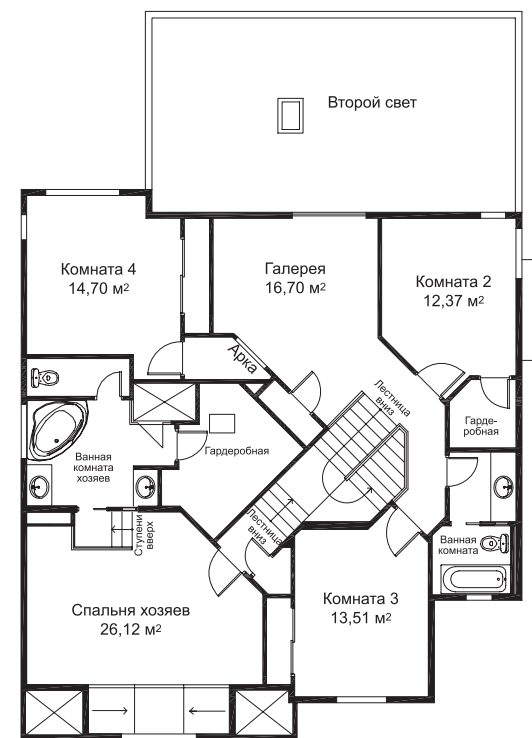 Второй свет
Комната 4
14,70 м2
Галерея
16,70 м2
Комната 2
12,37 м2
Арка
Лестница
вниз
Гарде-
робная
Ванная
комната
хозяев
Гардеробная
Ступени
вверх
Лестница
вниз
Ванная
комната
Спальня хозяев
26,12 м2
Комната 3
13,51 м2